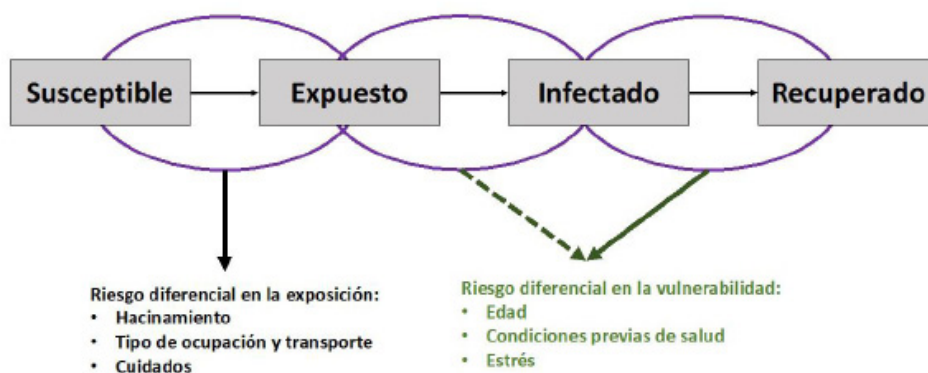 Susceptible
Expuesto
Infectado
Recuperado
Riesgo diferencial en la exposición:
• Hacinamiento
• Tipo de ocupación y transporte
• Cuidados
Riesgo diferencial en la vulnerabilidad:
• Edad
• Condiciones previas de salud
• Estrés